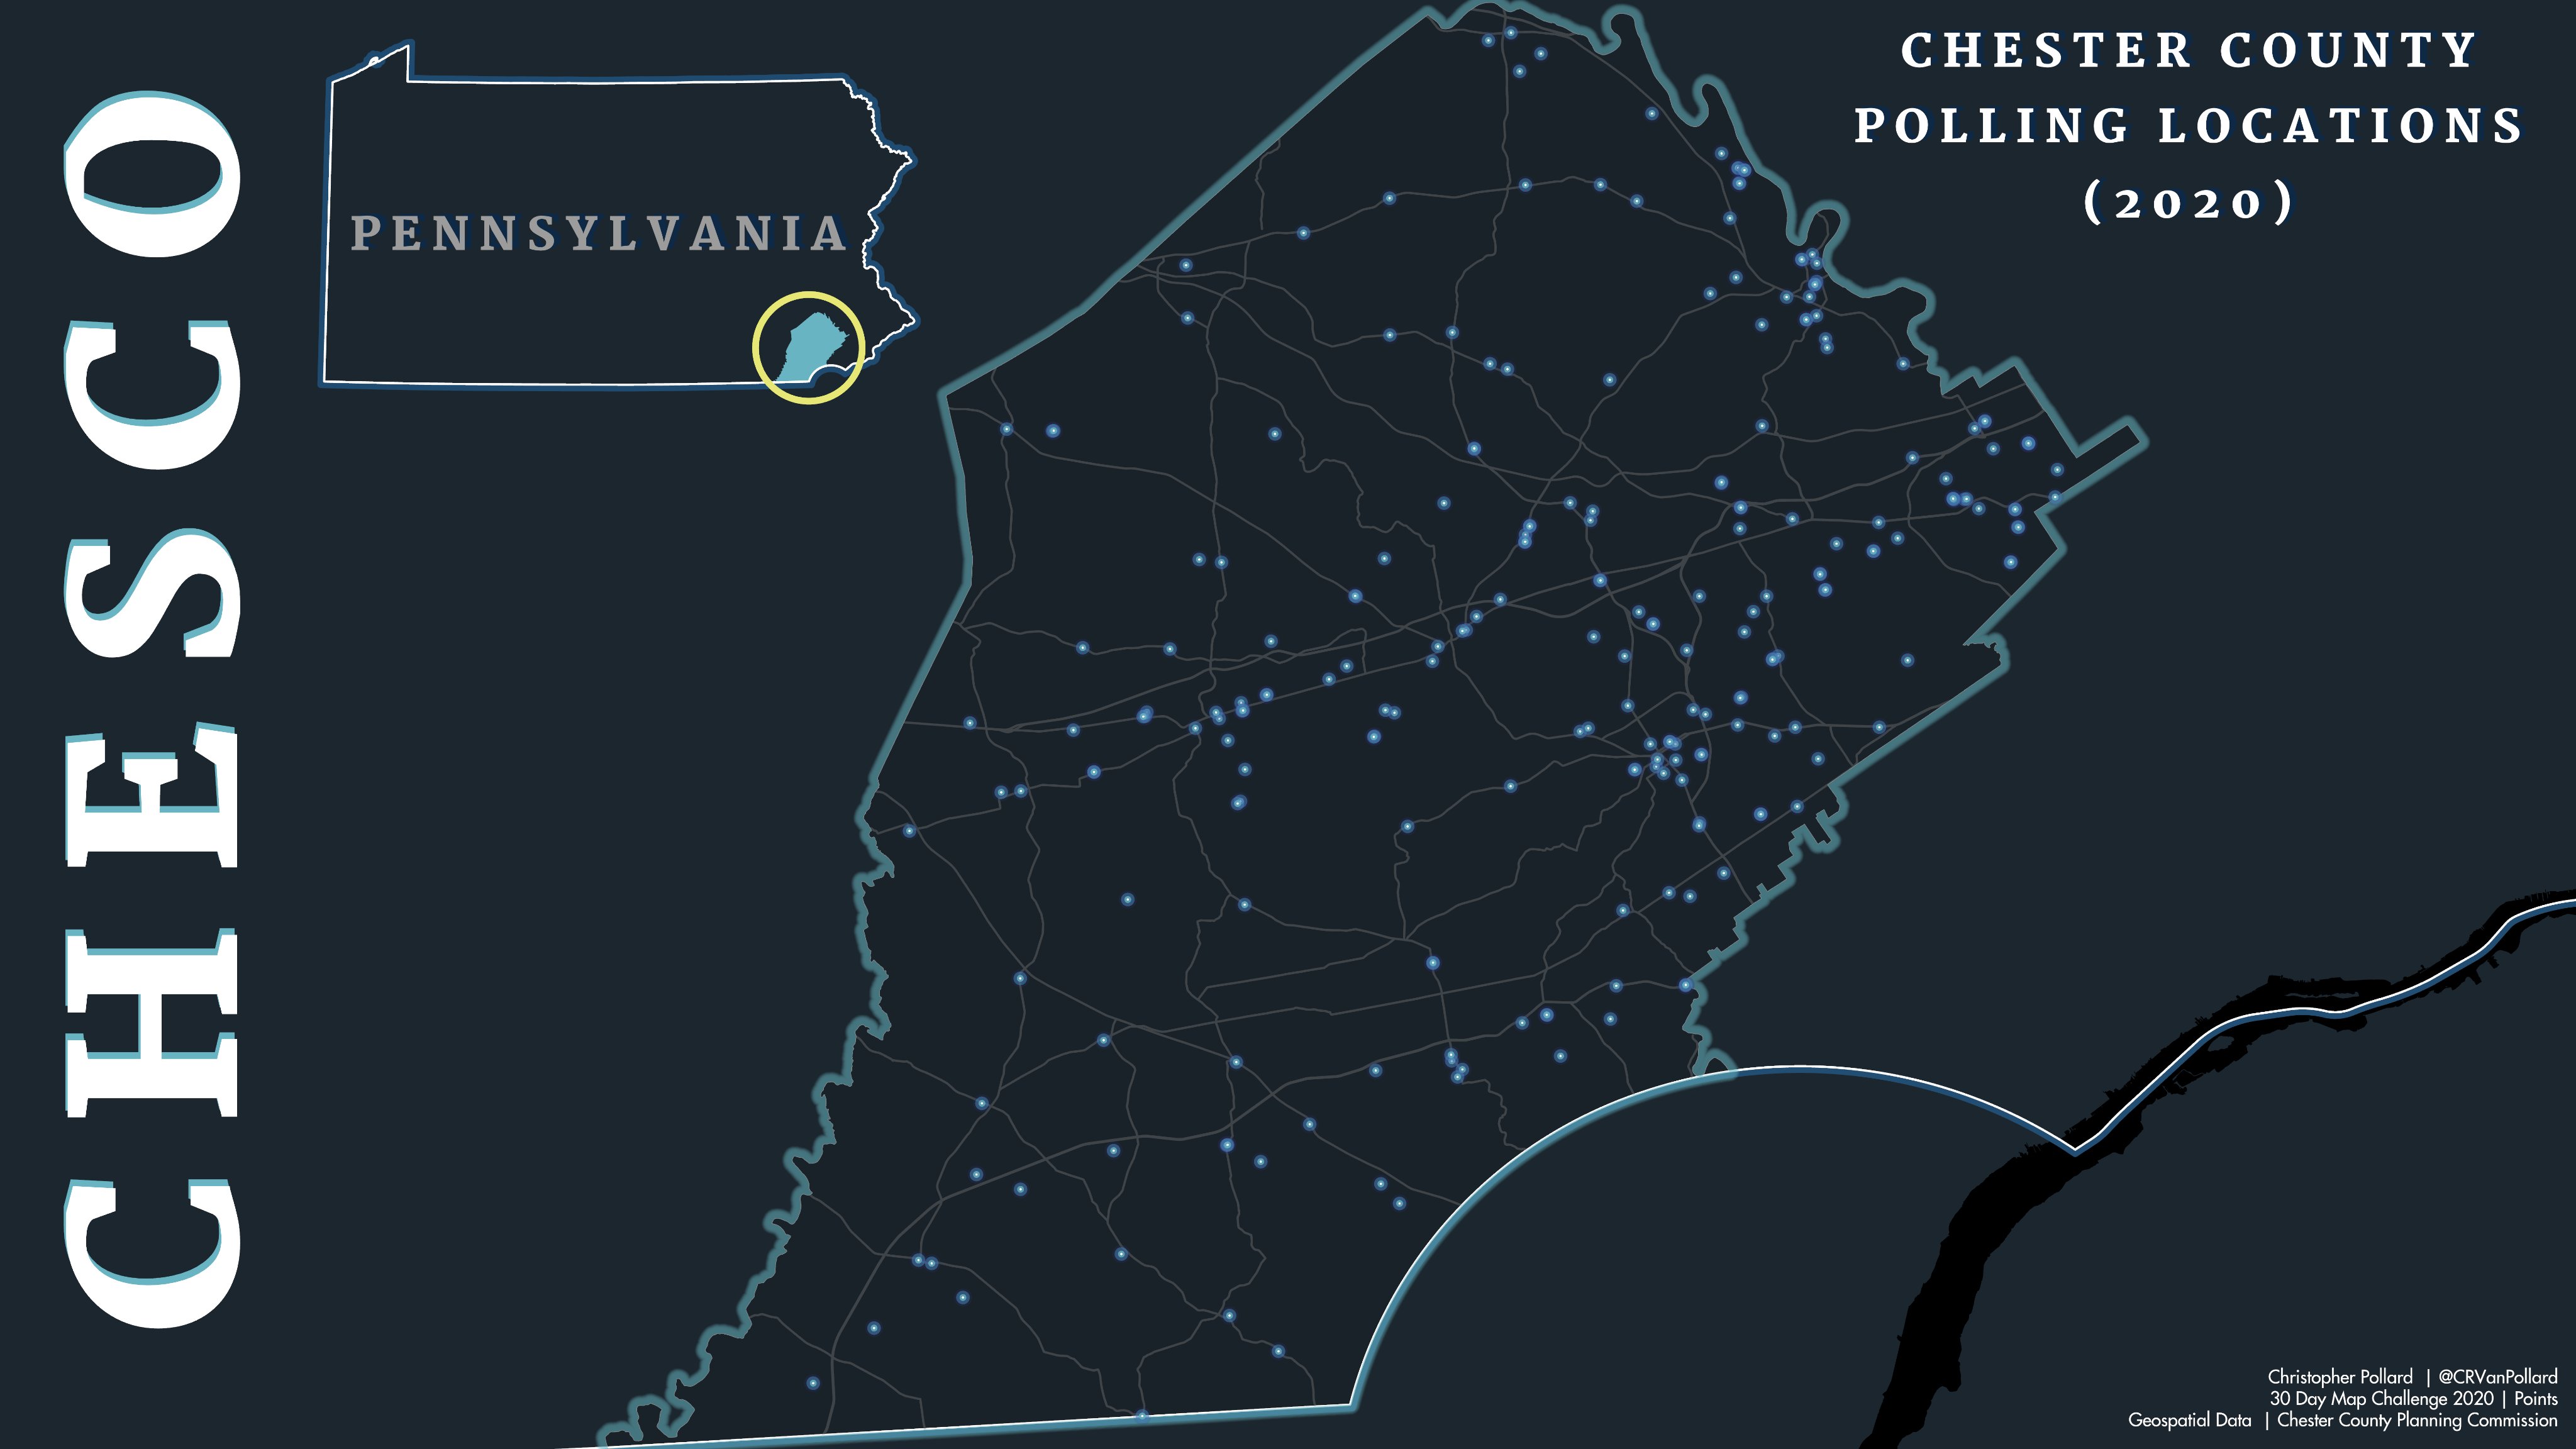 CHESCO
PENNSYLVANIA
CHESTER COUNTY
POLLING LOCATIONS
(2020)
Christopher Pollard | @CRVanPollard
30 Day Map Challenge 2020 | Points
Geospatial Data | Chester County Planning Commission